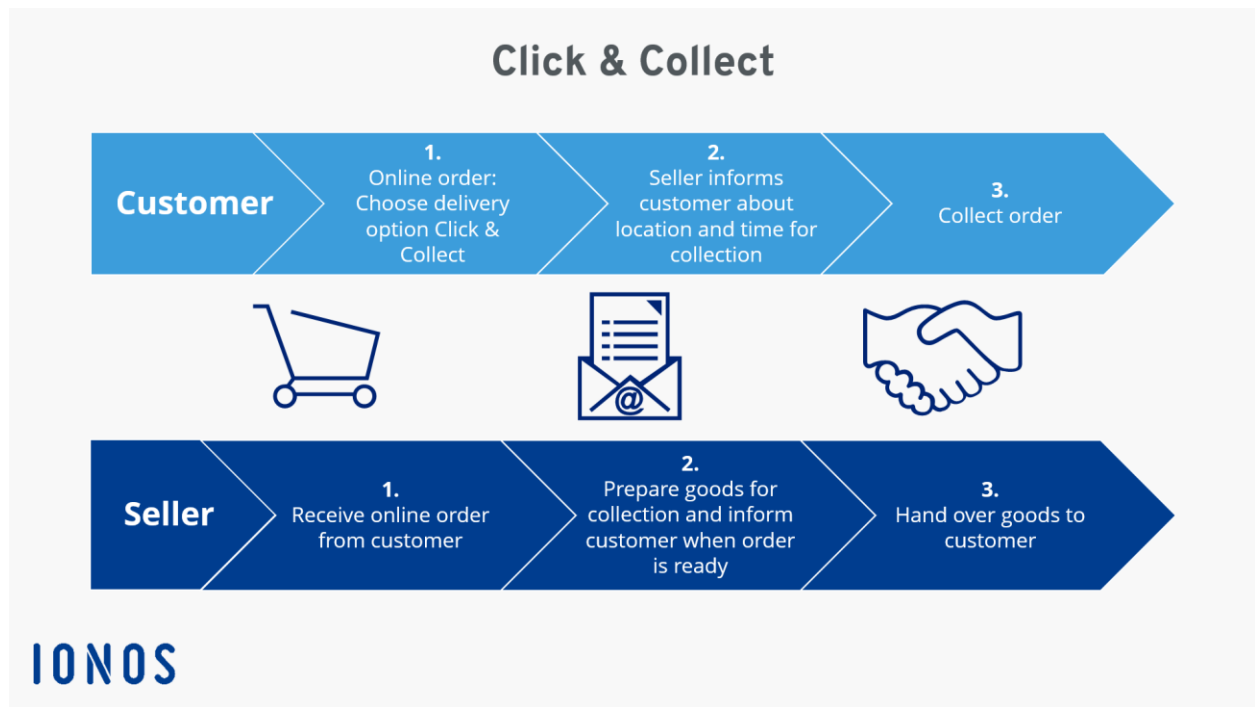 Click & Collect
Customer
1.
Online order:
Choose delivery
option Click &
Collect
2.
Seller informs
customer about
location and time for
collection
3.
Collect order
@
Seller
1.
Receive online order
from customer
2.
Prepare goods for
collection and inform
customer when order
is ready
3.
Hand over goods to
customer
IONOS